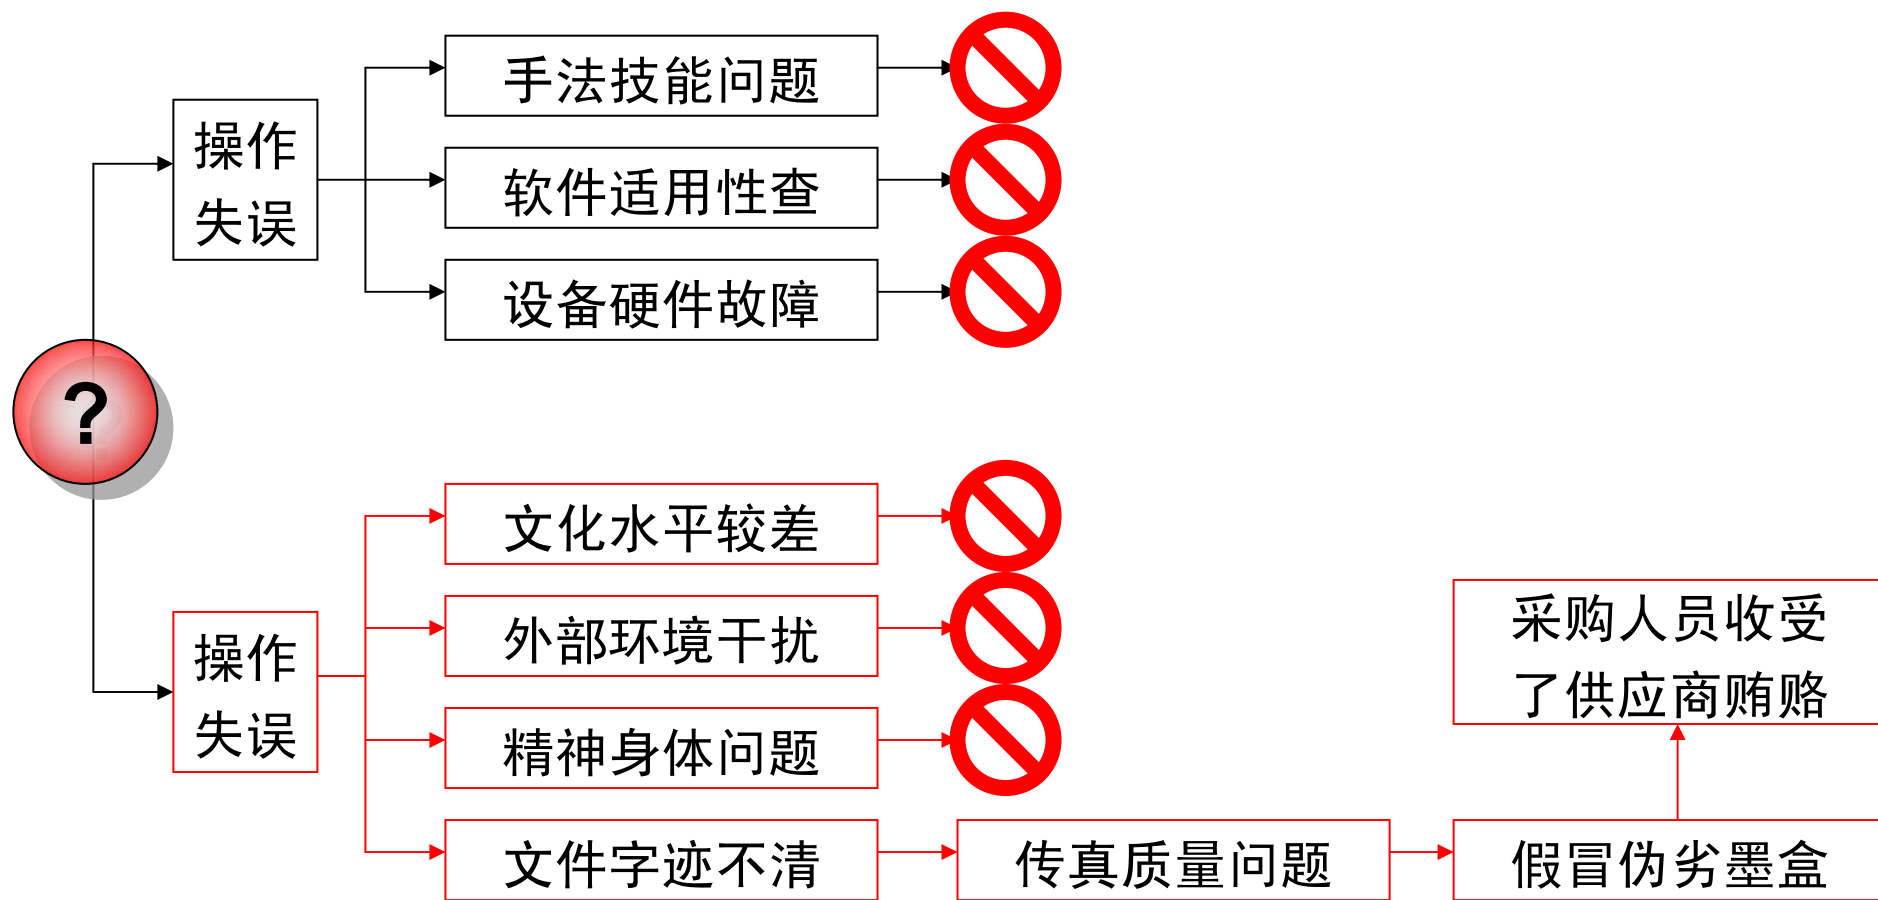 手法技能问题
操作
失误
软件适用性查
设备硬件故障
?
文化水平较差
操作
失误
外部环境干扰
精神身体问题
文件字迹不清
传真质量问题
假冒伪劣墨盒
采购人员收受
了供应商贿赂